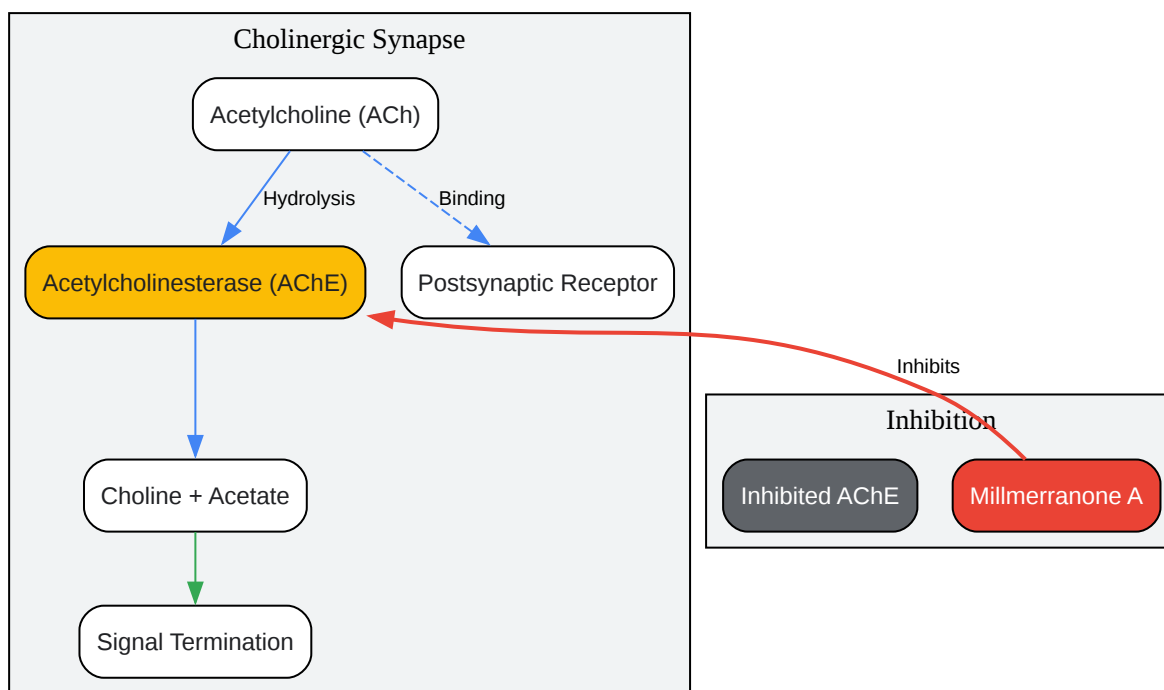 Cholinergic Synapse
Acetylcholine (ACh)
Hydrolysis
Binding
Acetylcholinesterase (AChE)
Postsynaptic Receptor
Inhibits
Inhibition
Inhibited AChE
Millmerranone A
Choline + Acetate
Signal Termination